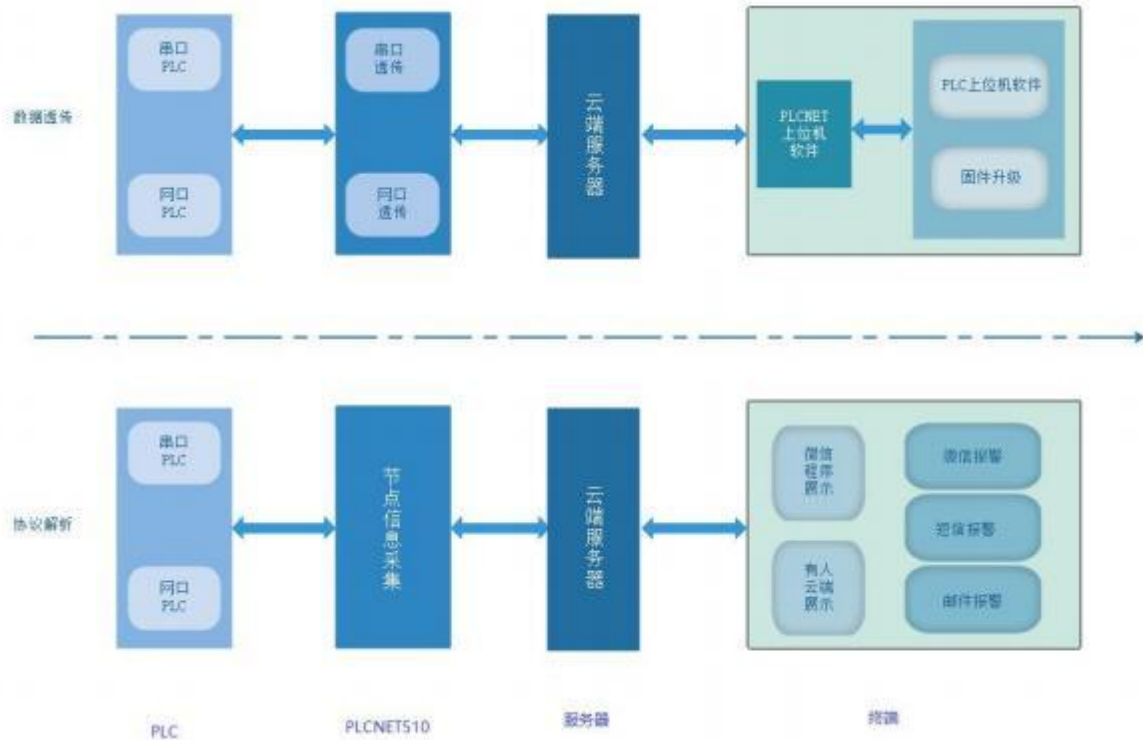 串口
PLC
串口
透传
数据透传
云端服务器
PLCNET
上位机
软件
PLC上位机软件
固件升级
网口
PLC
网口
透传
串口
PLC
协议解析
节点信息采集
云端服务器
微信
程序
展示
微信报警
短信报警
有人
云端
展示
邮件报警
网口
PLC
PLC
PLCNET510
服务器
终端